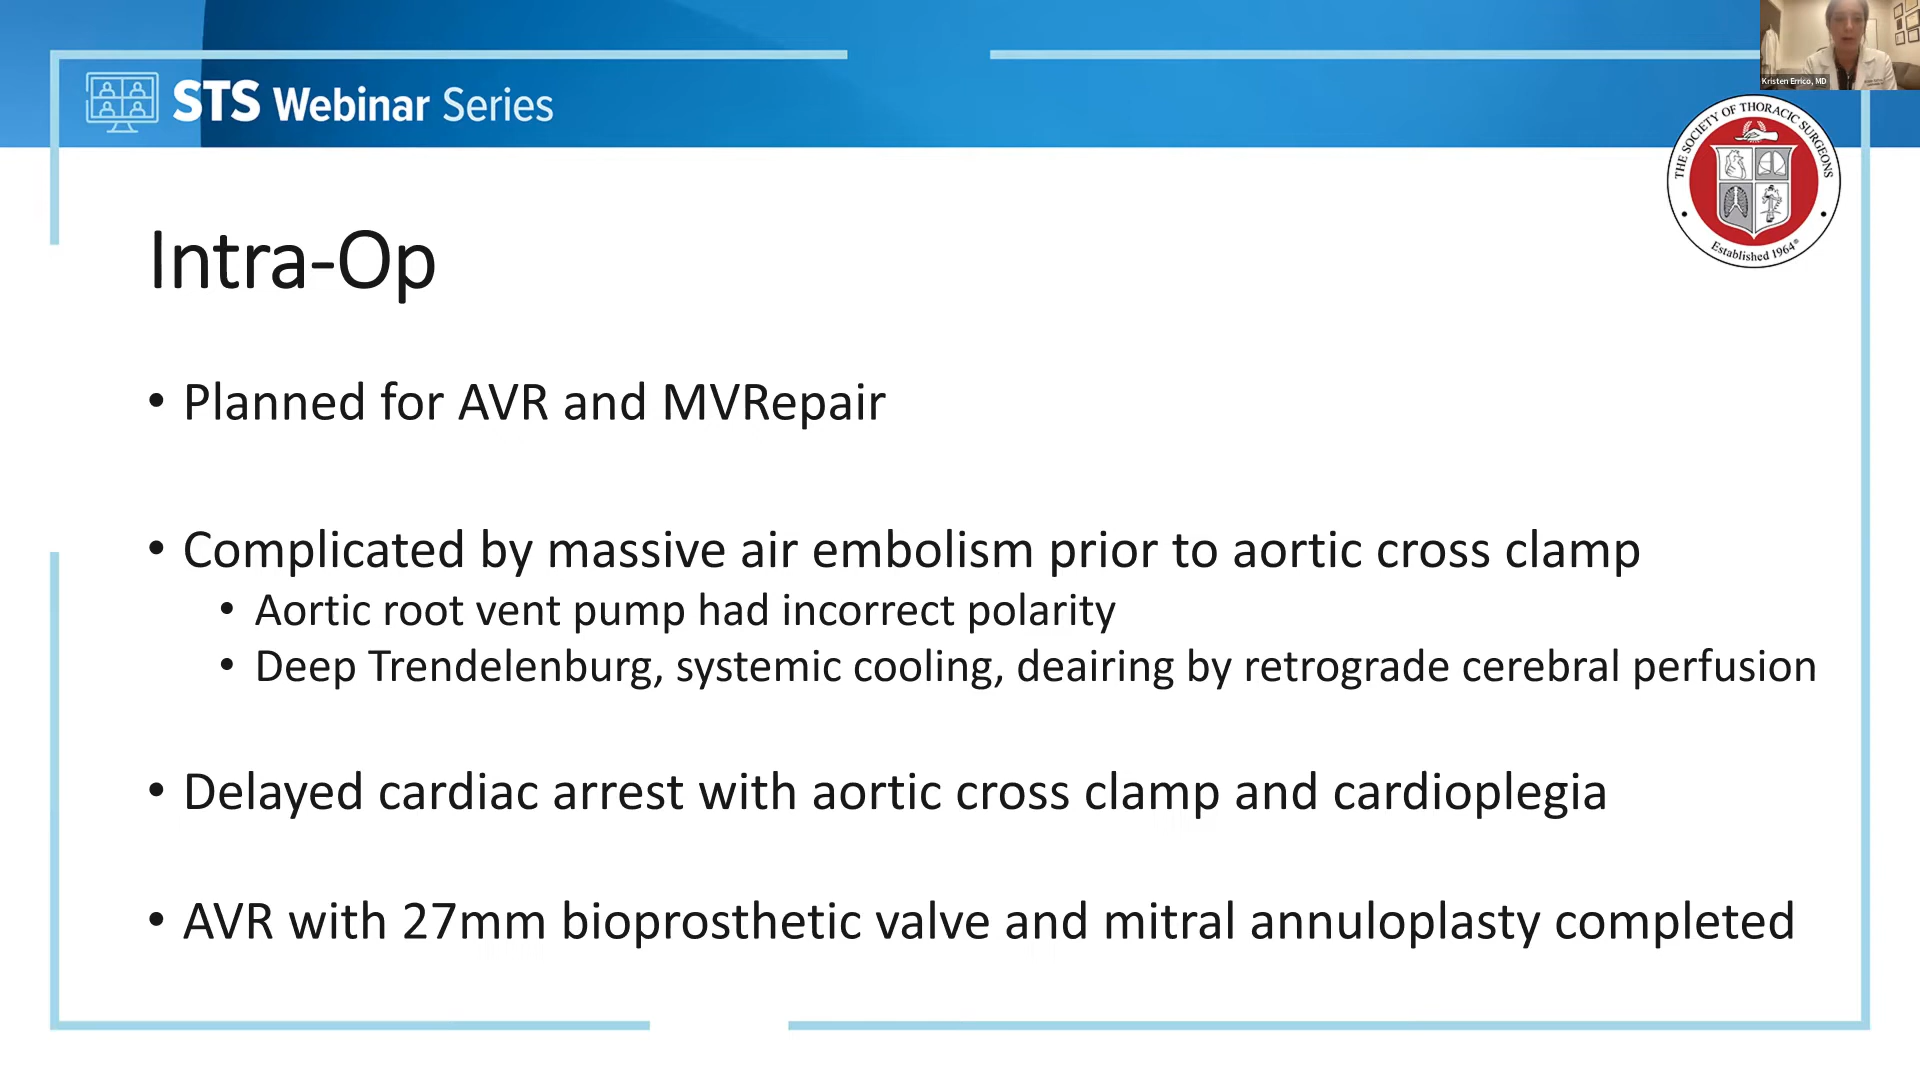 STS Webinar Series
Kristen Errico, MD
THE SOCIETY OF THORACIC SURGEONS
Established 1964®
Intra-Op
• Planned for AVR and MVRepair
• Complicated by massive air embolism prior to aortic cross clamp
• Aortic root vent pump had incorrect polarity
• Deep Trendelenburg, systemic cooling, deairing by retrograde cerebral perfusion
• Delayed cardiac arrest with aortic cross clamp and cardioplegia
• AVR with 27mm bioprosthetic valve and mitral annuloplasty completed